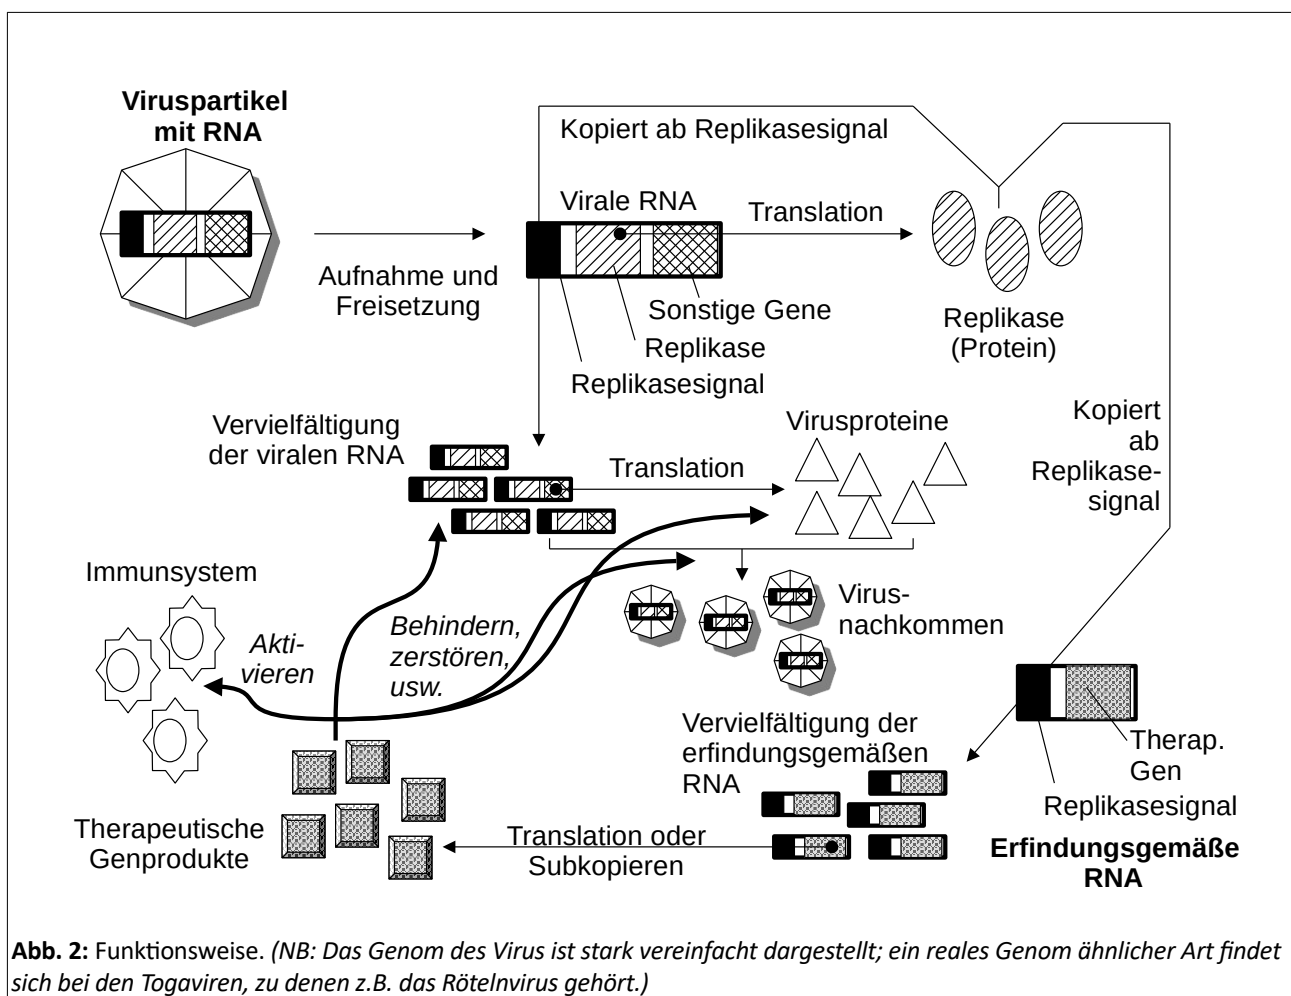 Viruspartikel
mit RNA
Kopiert ab Replikasesignal
Virale RNA
Translation
Aufnahme und
Freisetzung
Sonstige Gene
Replikase
Replikasesignal
Replikase
(Protein)
Kopiert
ab
Replikase-
signal
Vervielfältigung
der viralen RNA
Translation
Virusproteine
Immunsystem
Akti-
vieren
Behindern,
zerstören,
usw.
Virus-
nachkommen
Vervielfältigung der
erfindungsgemäßen
RNA
Therap.
Gen
Replikasesignal
Erfindungsgemäße
RNA
Therapeutische
Genprodukte
Translation oder
Subkopieren
Abb. 2: Funktionsweise. (NB: Das Genom des Virus ist stark vereinfacht dargestellt; ein reales Genom ähnlicher Art findet
sich bei den Togaviren, zu denen z.B. das Rötelnvirus gehört.)